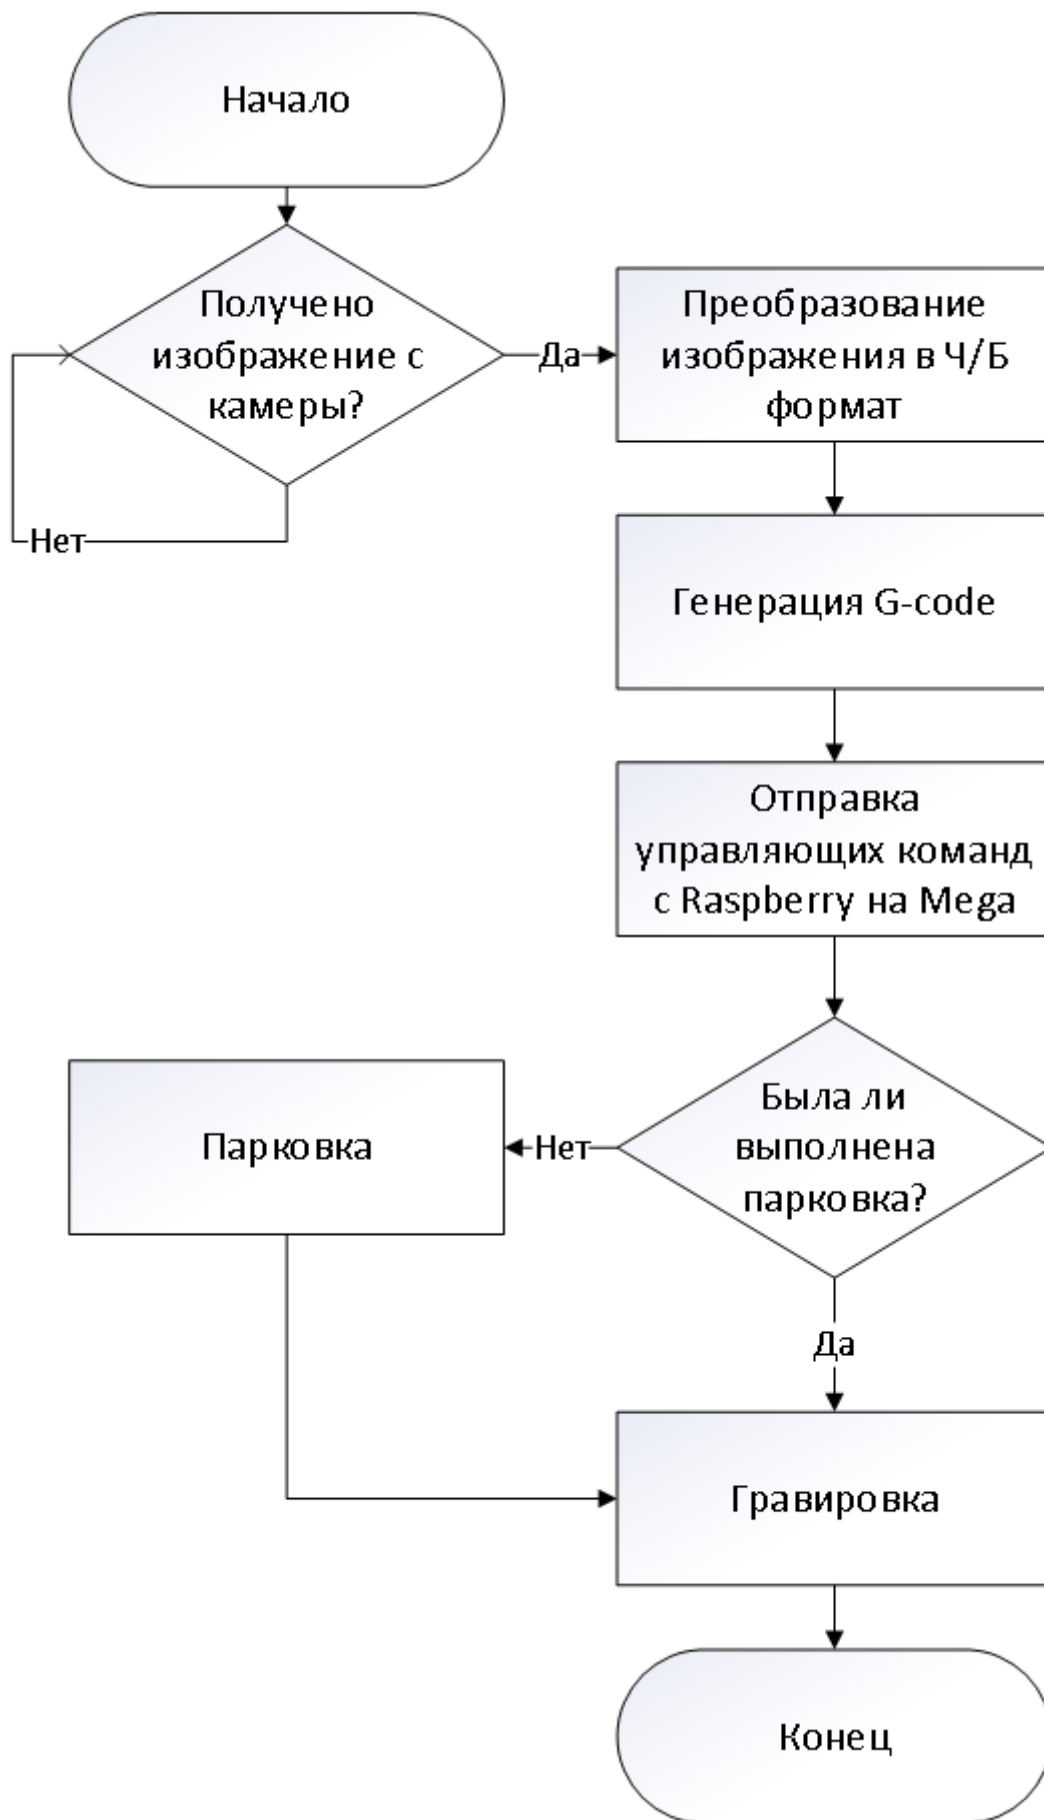 Начало
Получено
изображение с
камеры?
Да
Нет
Преобразование
изображения в Ч/Б
формат
Генерация G-code
Отправка
управляющих команд
с Raspberry на Mega
Была ли
выполнена
парковка?
Нет
Парковка
Да
Гравировка
Конец